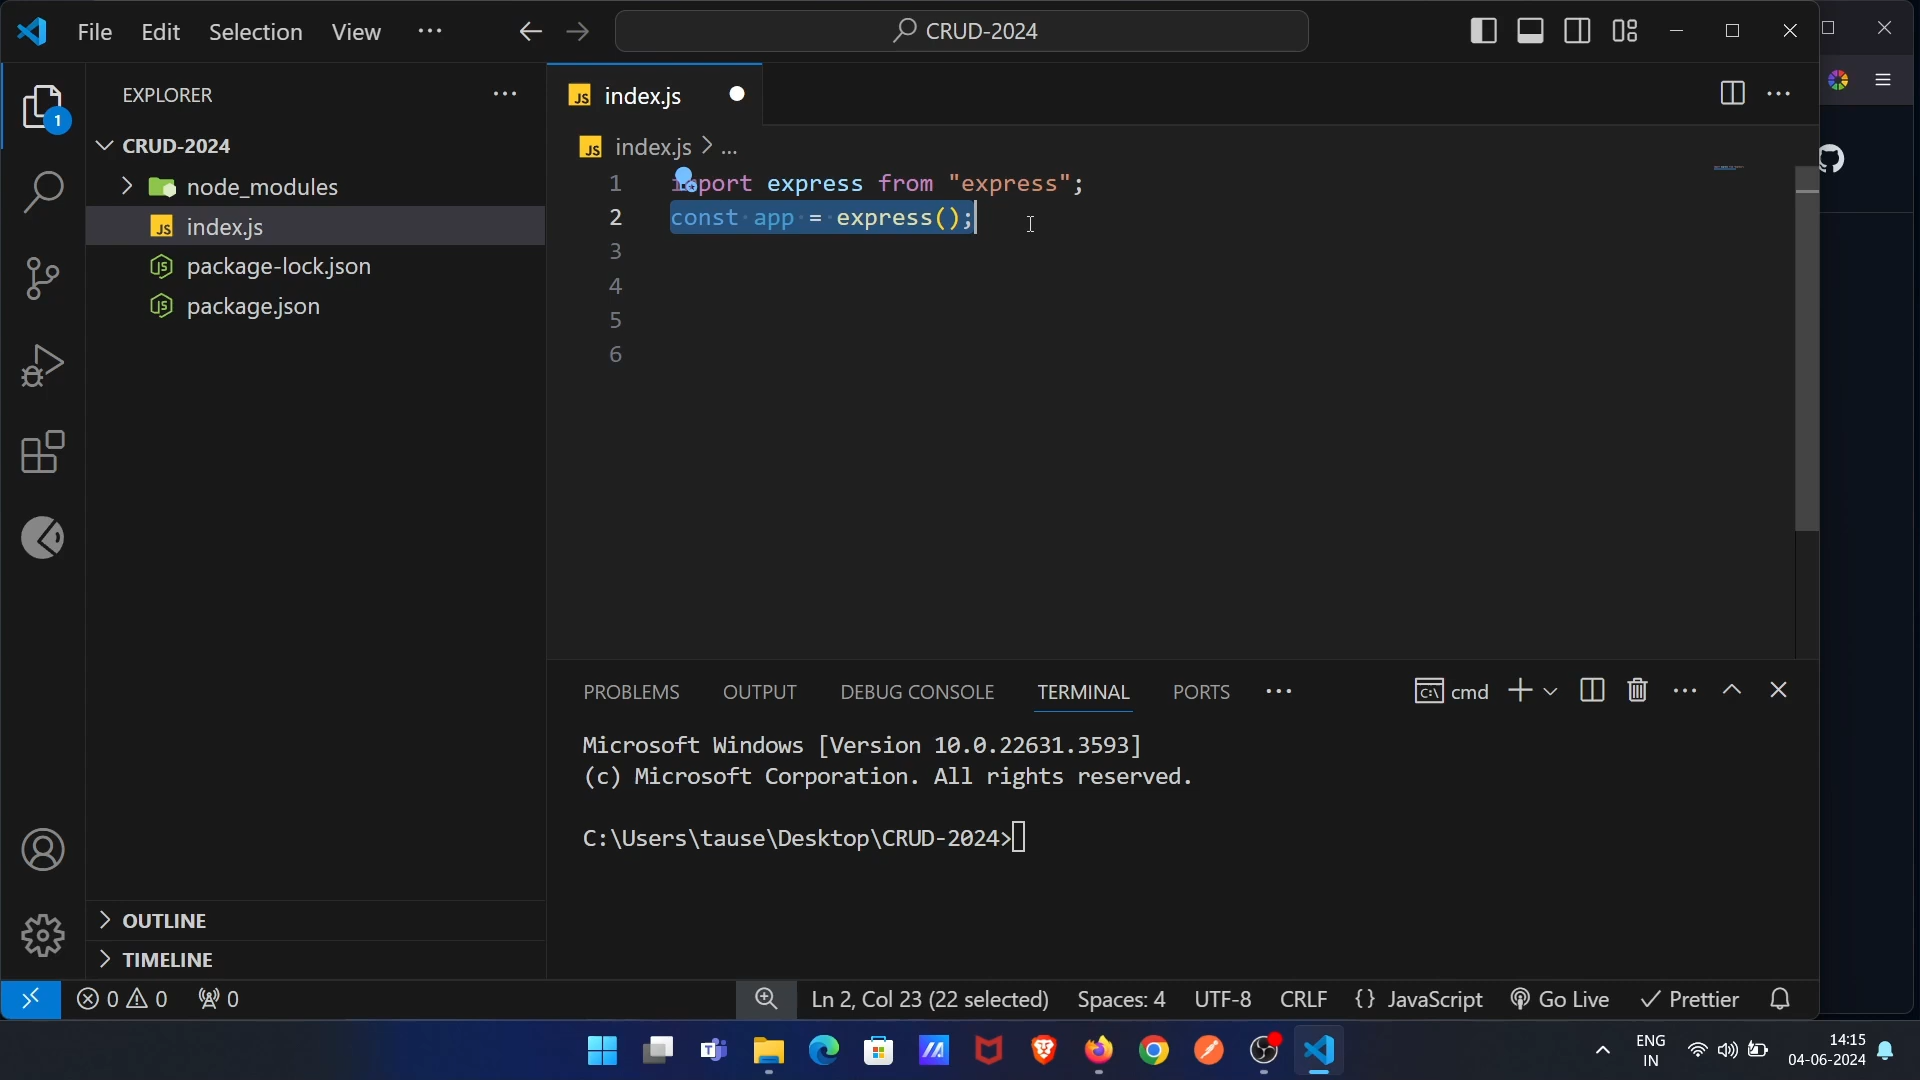 File Edit Selection View ...
CRUD-2024
EXPLORER
1
CRUD-2024
node_modules
JS index.js
package-lock.json
package.json
JS index.js
JS index.js > ...
1 import express from "express";
2 const app = express();
3
4
5
6
PROBLEMS OUTPUT DEBUG CONSOLE TERMINAL PORTS ...
cmd
Microsoft Windows [Version 10.0.22631.3593]
(c) Microsoft Corporation. All rights reserved.
C:\Users\tause\Desktop\CRUD-2024>
OUTLINE
TIMELINE
0 0 0
Ln 2, Col 23 (22 selected) Spaces: 4 UTF-8 CRLF {} JavaScript Go Live Prettier
ENG
IN
14:15
04-06-2024